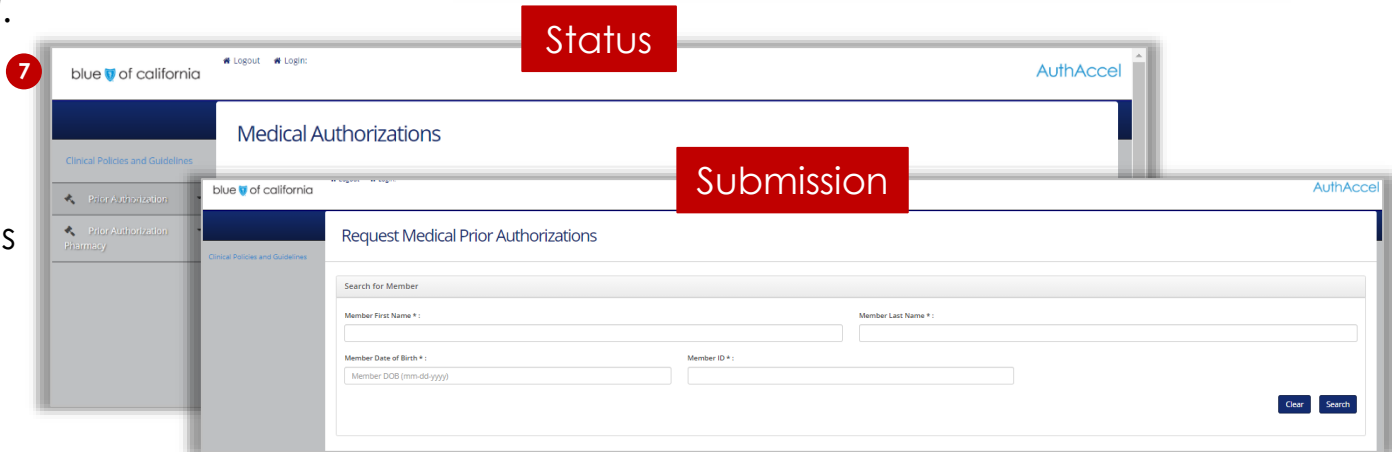 .
Status
7
blue of california
Logout Login:
AuthAccel
Medical Authorizations
Clinical Policies and Guidelines
Prior Authorization
Prior Authorization
Pharmacy
s
Submission
blue of california
AuthAccel
Request Medical Prior Authorizations
Clinical Policies and Guidelines
Search for Member
Member First Name * :
Member Last Name * :
Member Date of Birth * :
Member ID * :
Member DOB (mm-dd-yyyy)
Clear Search